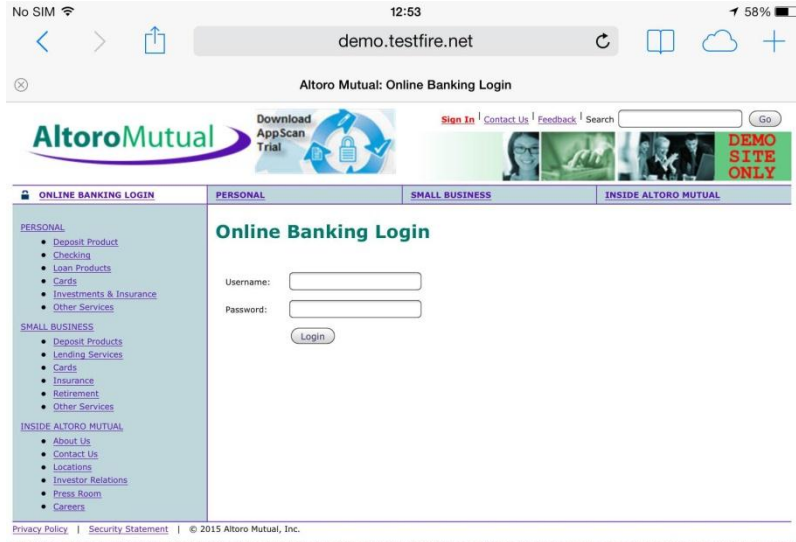 No SIM 12:53 58%
demo.testfire.net
Altoro Mutual: Online Banking Login
AltoroMutual
Download
AppScan
Trial
Sign In | Contact Us | Feedback | Search Go
DEMO
SITE
ONLY
ONLINE BANKING LOGIN PERSONAL SMALL BUSINESS INSIDE ALTORO MUTUAL
PERSONAL
Deposit Product
Checking
Loan Products
Cards
Investments & Insurance
Other Services
SMALL BUSINESS
Deposit Products
Lending Services
Cards
Insurance
Retirement
Other Services
INSIDE ALTORO MUTUAL
About Us
Contact Us
Locations
Investor Relations
Press Room
Careers
Online Banking Login
Username:
Password:
Login
Privacy Policy | Security Statement | © 2015 Altoro Mutual, Inc.